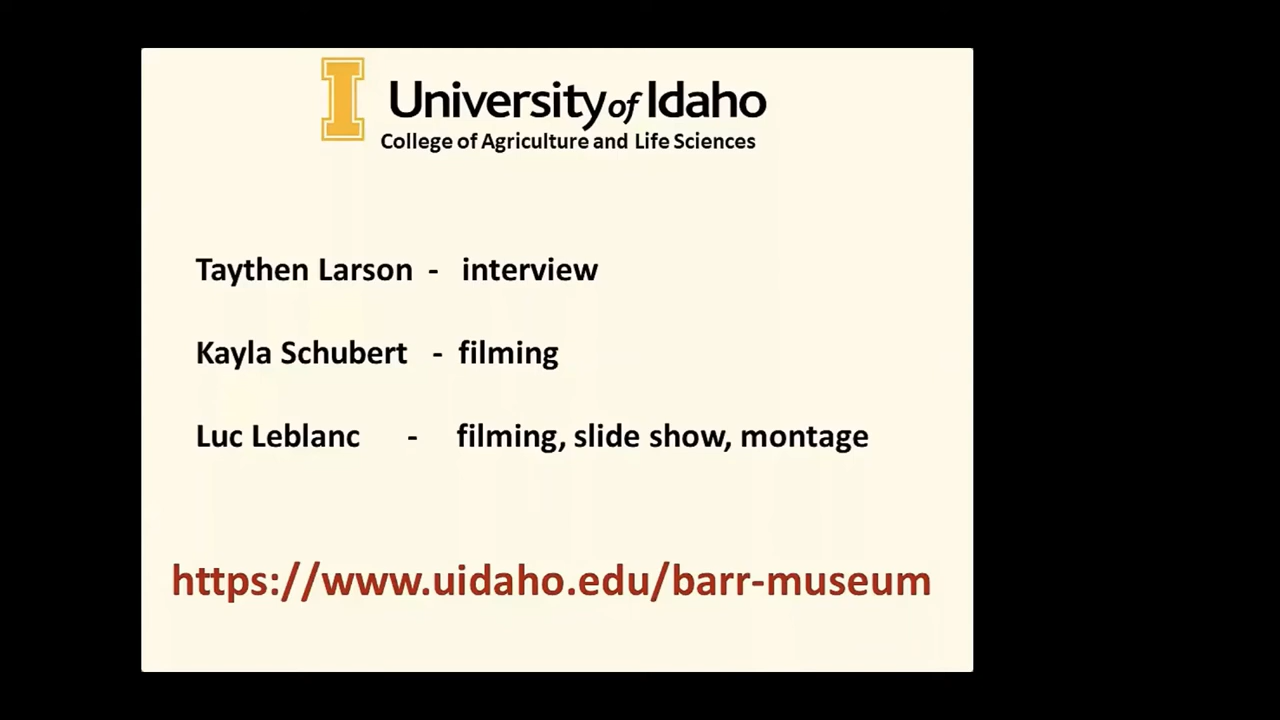 University of Idaho
College of Agriculture and Life Sciences
Taythen Larson - interview
Kayla Schubert - filming
Luc Leblanc - filming, slide show, montage
https://www.uidaho.edu/barr-museum